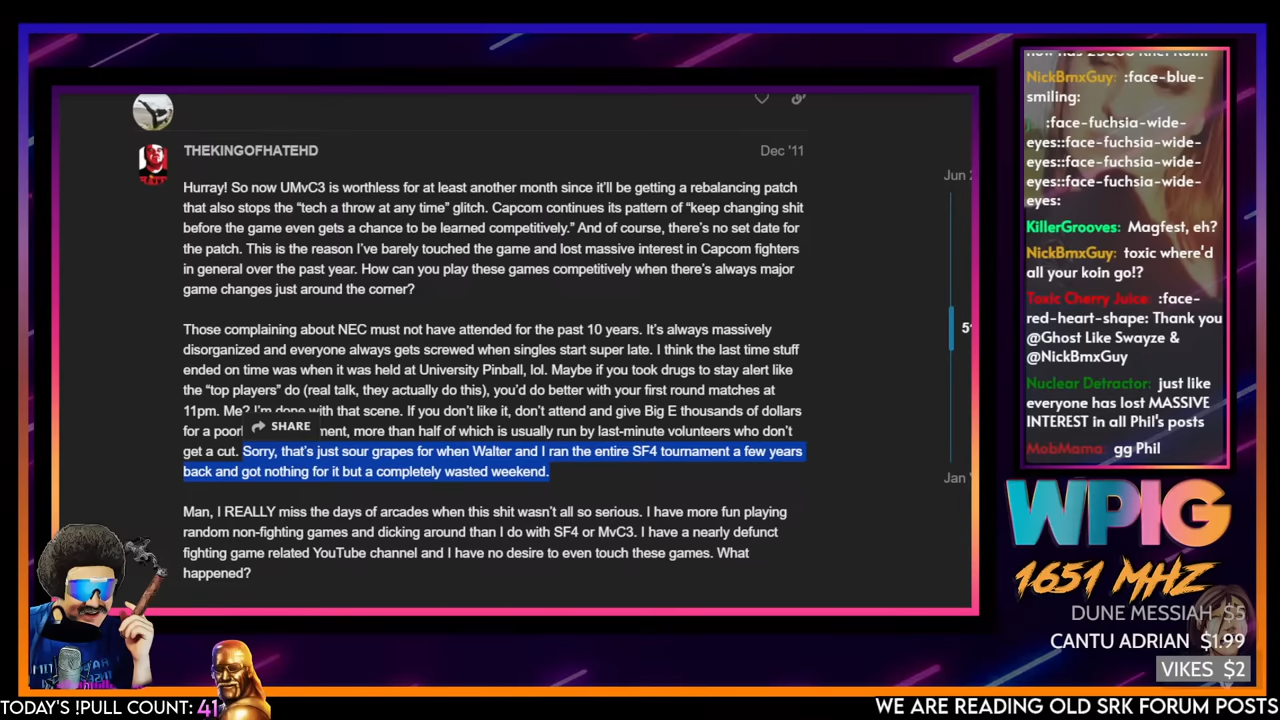 THEKINGOFHATEHD
Dec '11
Hurray! So now UMvC3 is worthless for at least another month since it'll be getting a rebalancing patch
that also stops the "tech a throw at any time" glitch. Capcom continues its pattern of "keep changing shit
before the game even gets a chance to be learned competitively." And of course, there's no set date for
the patch. This is the reason I've barely touched the game and lost massive interest in Capcom fighters
in general over the past year. How can you play these games competitively when there's always major
game changes just around the corner?
Those complaining about NEC must not have attended for the past 10 years. It's always massively
disorganized and everyone always gets screwed when singles start super late. I think the last time stuff
ended on time was when it was held at University Pinball, lol. Maybe if you took drugs to stay alert like
the "top players" do (real talk, they actually do this), you'd do better with your first round matches at
11pm. Me? I'm done with that scene. If you don't like it, don't attend and give Big E thousands of dollars
for a poorl
SHARE
ment, more than half of which is usually run by last-minute volunteers who don't
get a cut. Sorry, that's just sour grapes for when Walter and I ran the entire SF4 tournament a few years
back and got nothing for it but a completely wasted weekend.
Man, I REALLY miss the days of arcades when this shit wasn't all so serious. I have more fun playing
random non-fighting games and dicking around than I do with SF4 or MvC3. I have a nearly defunct
fighting game related YouTube channel and I have no desire to even touch these games. What
happened?
Jun 2
5
Jan '
NickBmxGuy: :face-blue-
smiling:
:face-fuchsia-wide-
eyes::face-fuchsia-wide-
eyes::face-fuchsia-wide-
eyes::face-fuchsia-wide-
eyes:
KillerGrooves: Magfest, eh?
NickBmxGuy: toxic where'd
all your koin go!?
Toxic Cherry Juice: :face-
red-heart-shape: Thank you
@Ghost Like Swayze &
@NickBmxGuy
Nuclear Detractor: just like
everyone has lost MASSIVE
INTEREST in all Phil's posts
MobMama: gg Phil
WPIG
1651 MHZ
DUNE MESSIAH $5
CANTU ADRIAN $1.99
VIKES $2
TODAY'S !PULL COUNT: 41
WE ARE READING OLD SRK FORUM POSTS